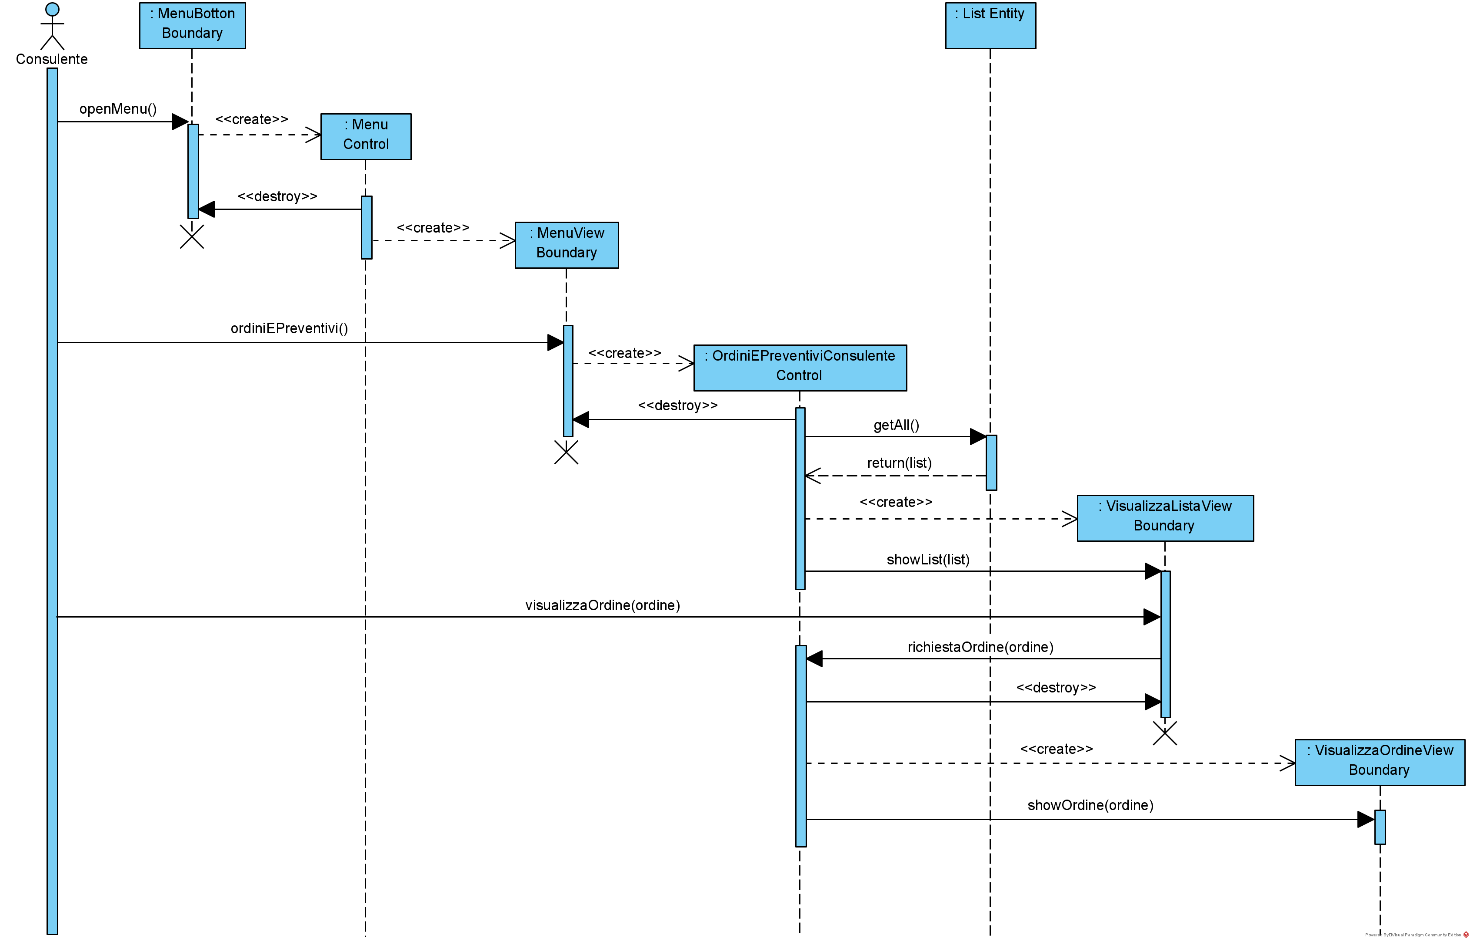 : MenuBotton
Boundary
: List Entity
Consulente
openMenu()
<<create>>
: Menu
Control
<<destroy>>
<<create>>
: MenuView
Boundary
ordiniEPreventivi()
<<create>>
: OrdiniEPreventiviConsulente
Control
<<destroy>>
getAll()
return(list)
<<create>>
: VisualizzaListaView
Boundary
showList(list)
visualizzaOrdine(ordine)
richiestaOrdine(ordine)
<<destroy>>
<<create>>
: VisualizzaOrdineView
Boundary
showOrdine(ordine)